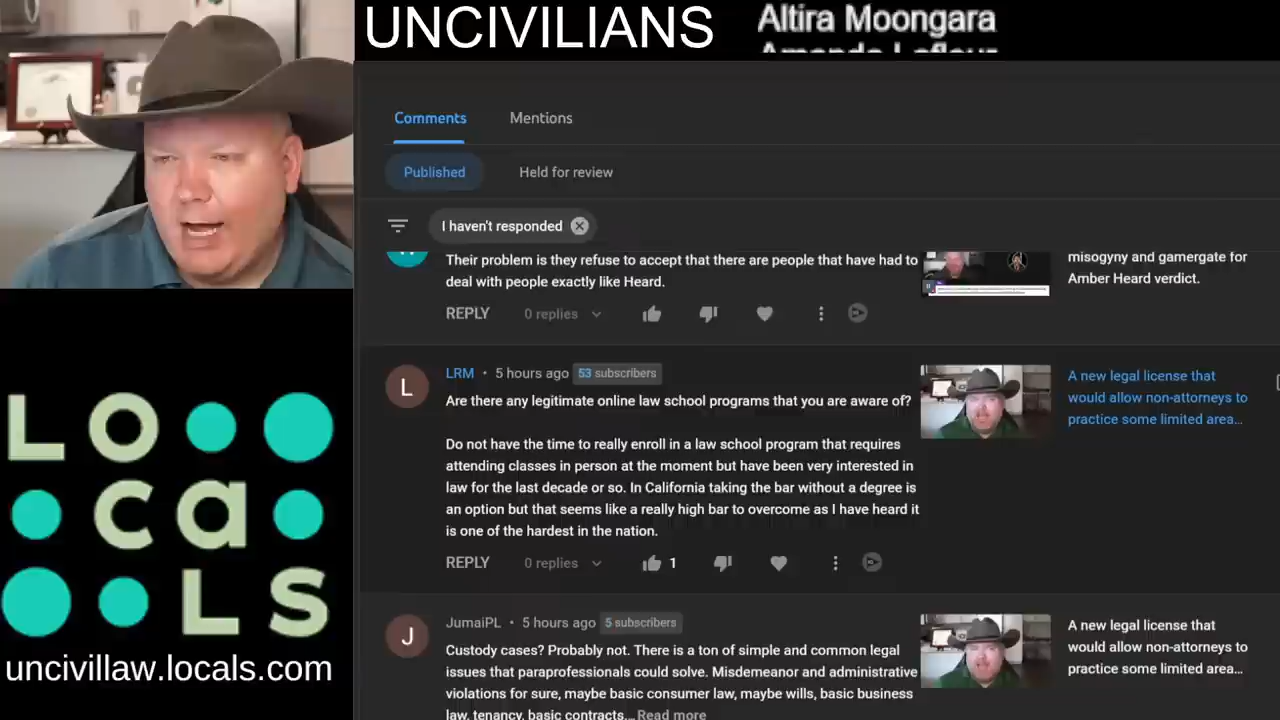 UNCIVILIANS
Altira Moongara
Amanda Lafleur
Comments
Mentions
Published
Held for review
I haven't responded
Their problem is they refuse to accept that there are people that have had to
deal with people exactly like Heard.
misogyny and gamergate for
Amber Heard verdict.
REPLY
0 replies
LRM • 5 hours ago 53 subscribers
Are there any legitimate online law school programs that you are aware of?
Do not have the time to really enroll in a law school program that requires
attending classes in person at the moment but have been very interested in
law for the last decade or so. In California taking the bar without a degree is
an option but that seems like a really high bar to overcome as I have heard it
is one of the hardest in the nation.
A new legal license that
would allow non-attorneys to
practice some limited area...
REPLY
0 replies
1
JumaiPL • 5 hours ago 5 subscribers
Custody cases? Probably not. There is a ton of simple and common legal
issues that paraprofessionals could solve. Misdemeanor and administrative
violations for sure, maybe basic consumer law, maybe wills, basic business
law, tenancy, basic contracts... Read more
A new legal license that
would allow non-attorneys to
practice some limited area...
LOcaLS
uncivillaw.locals.com